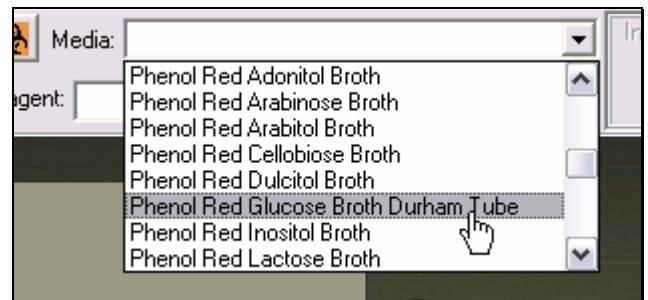 Media:
In
agent:
Phenol Red Adonitol Broth
Phenol Red Arabinose Broth
Phenol Red Arabitol Broth
Phenol Red Cellobiose Broth
Phenol Red Dulcitol Broth
Phenol Red Glucose Broth Durham Tube
Phenol Red Inositol Broth
Phenol Red Lactose Broth